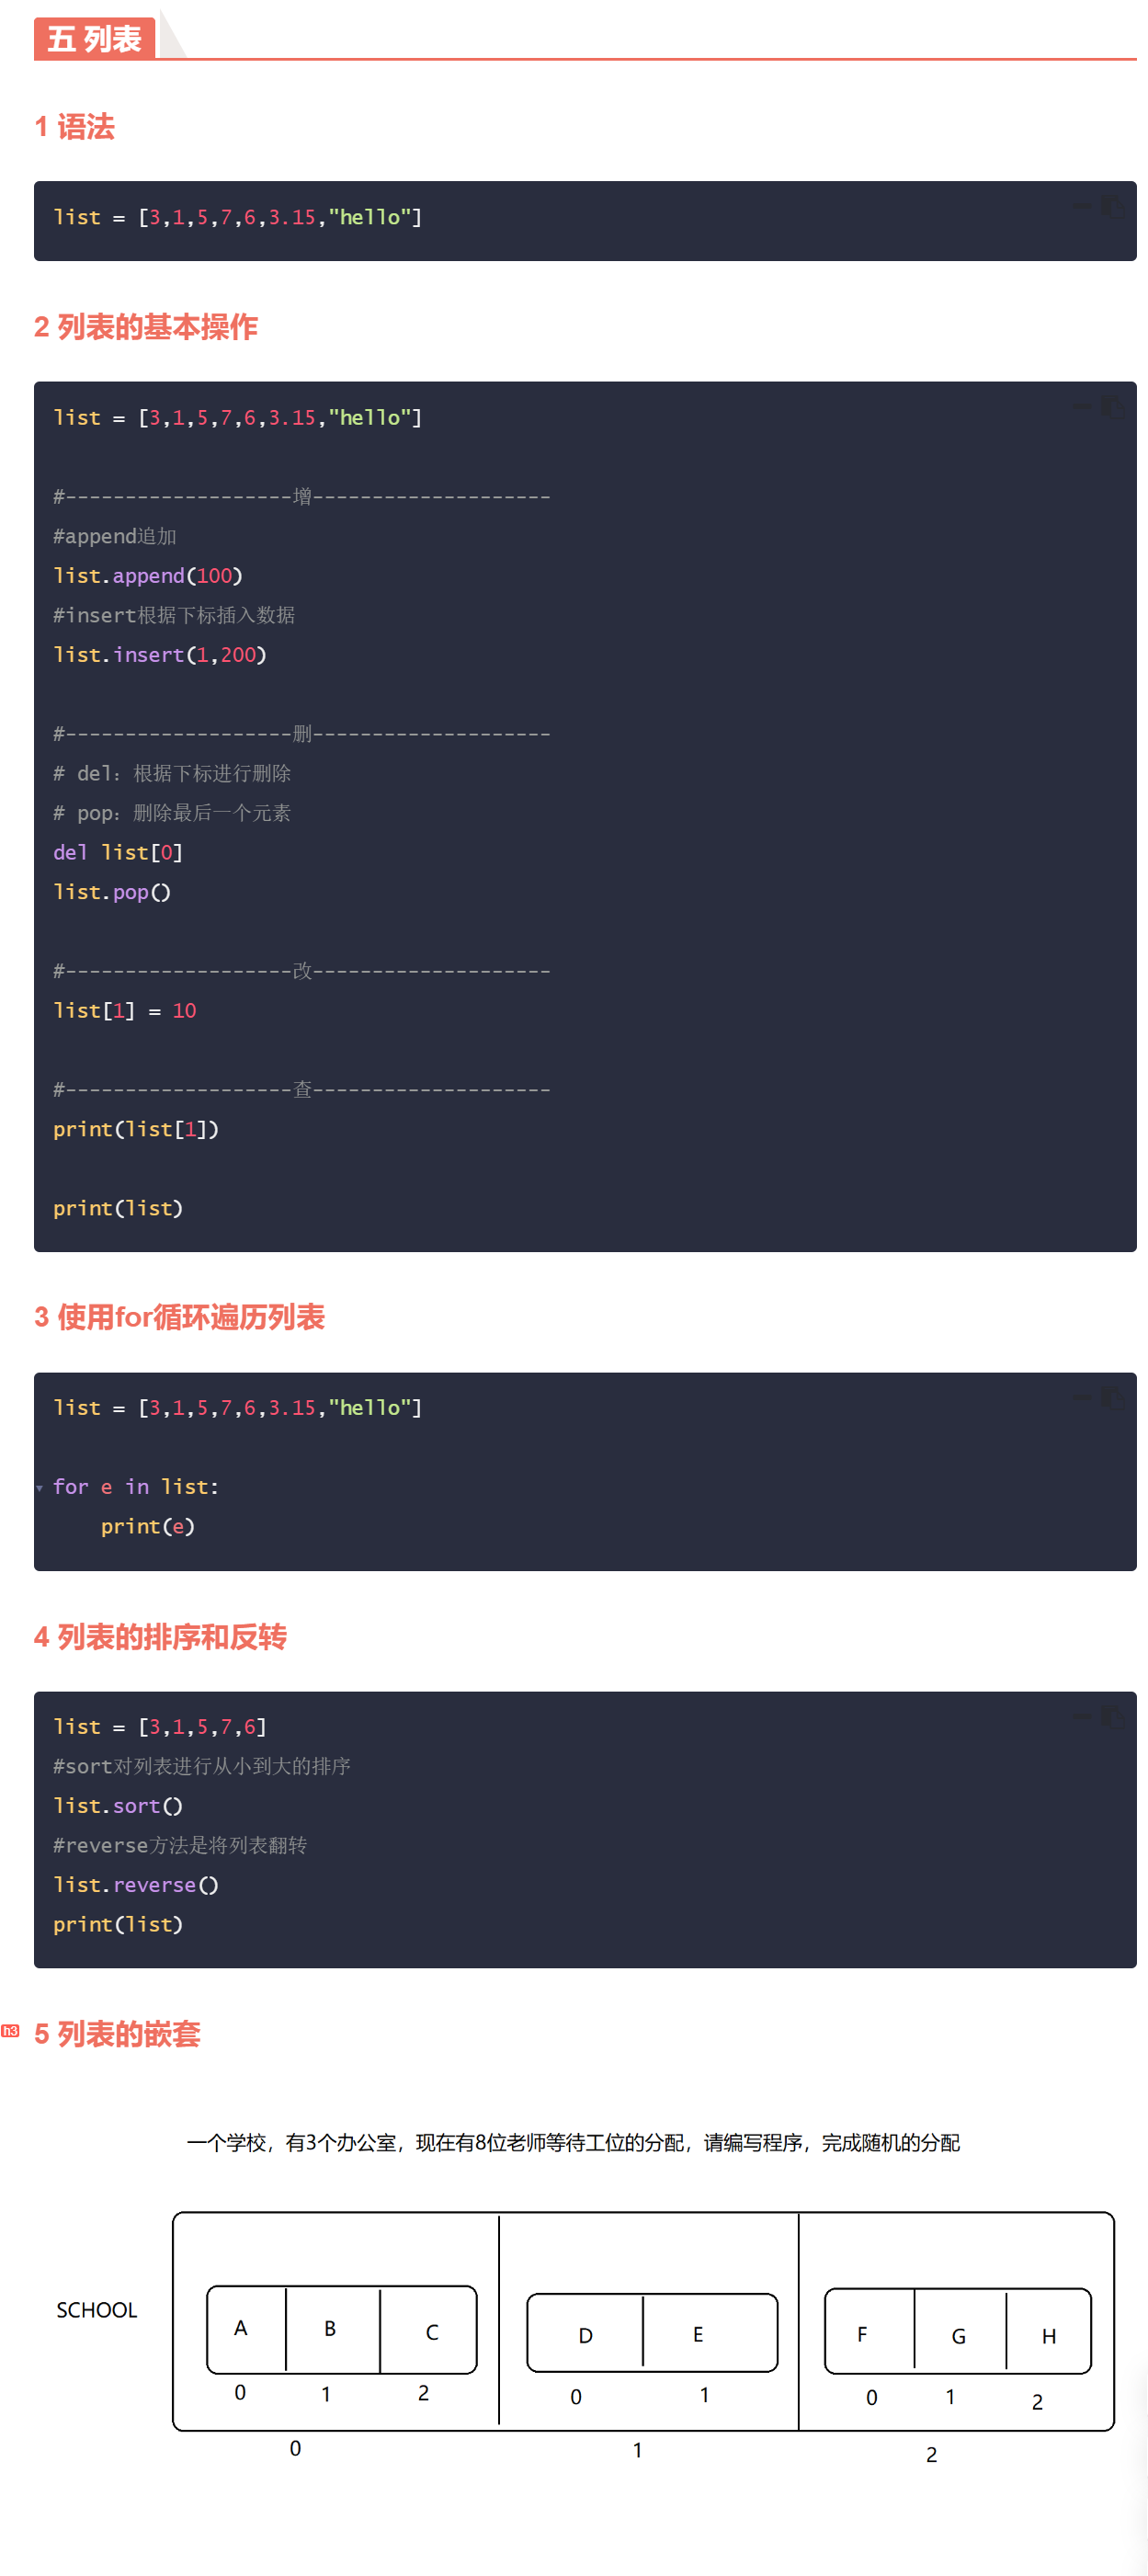 五 列表
1 语法
list = [3,1,5,7,6,3.15,"hello"]
2 列表的基本操作
list = [3,1,5,7,6,3.15,"hello"]
#-------------------增--------------------
#append追加
list.append(100)
#insert根据下标插入数据
list.insert(1,200)
#-------------------删--------------------
# del：根据下标进行删除
# pop：删除最后一个元素
del list[0]
list.pop()
#-------------------改--------------------
list[1] = 10
#-------------------查--------------------
print(list[1])
print(list)
3 使用for循环遍历列表
list = [3,1,5,7,6,3.15,"hello"]
for e in list:
    print(e)
4 列表的排序和反转
list = [3,1,5,7,6]
#sort对列表进行从小到大的排序
list.sort()
#reverse方法是将列表翻转
list.reverse()
print(list)
h3
5 列表的嵌套
一个学校，有3个办公室，现在有8位老师等待工位的分配，请编写程序，完成随机的分配
SCHOOL
A B C D E F G H
0 1 2 0 1 0 1 2
0 1 2